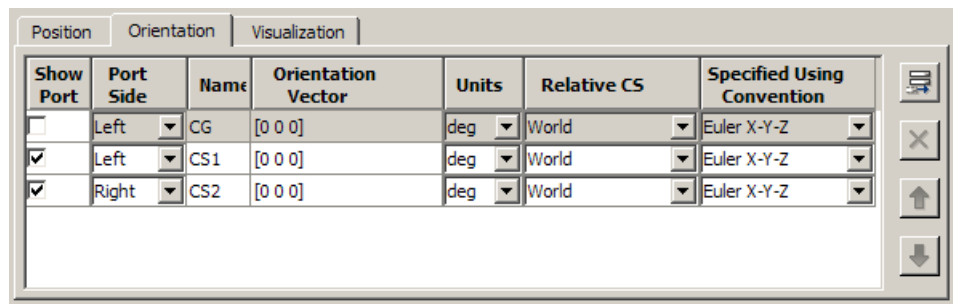 Position Orientation Visualization
Show Port Port Side Name Orientation Vector Units Relative CS Specified Using Convention
Left CG [0 0 0] deg World Euler X-Y-Z
Left CS1 [0 0 0] deg World Euler X-Y-Z
Right CS2 [0 0 0] deg World Euler X-Y-Z